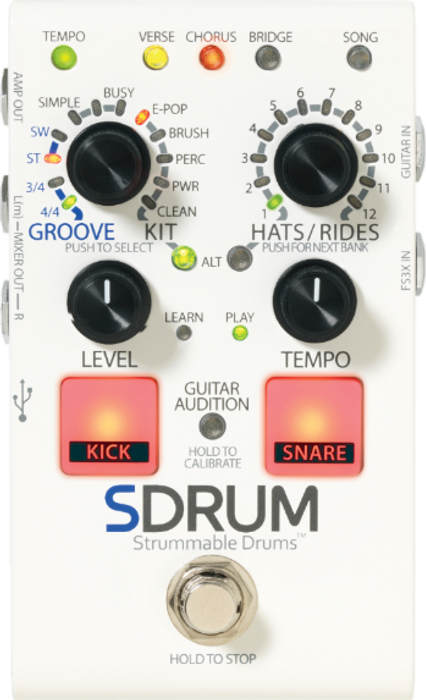 TEMPO VERSE CHORUS BRIDGE SONG
AMP OUT
L(m)—MIXER OUT—R
GUITAR IN
FS3X IN
BUSY
SIMPLE
SW
ST
3/4
4/4
E-POP
BRUSH
PERC
PWR
CLEAN
GROOVE KIT
PUSH TO SELECT
1
2
3
4
5
6
7
8
9
10
11
12
HATS/RIDES
PUSH FOR NEXT BANK
ALT
LEARN PLAY
LEVEL TEMPO
GUITAR
AUDITION
HOLD TO
CALIBRATE
KICK SNARE
SDRUM
Strummable Drums™
HOLD TO STOP